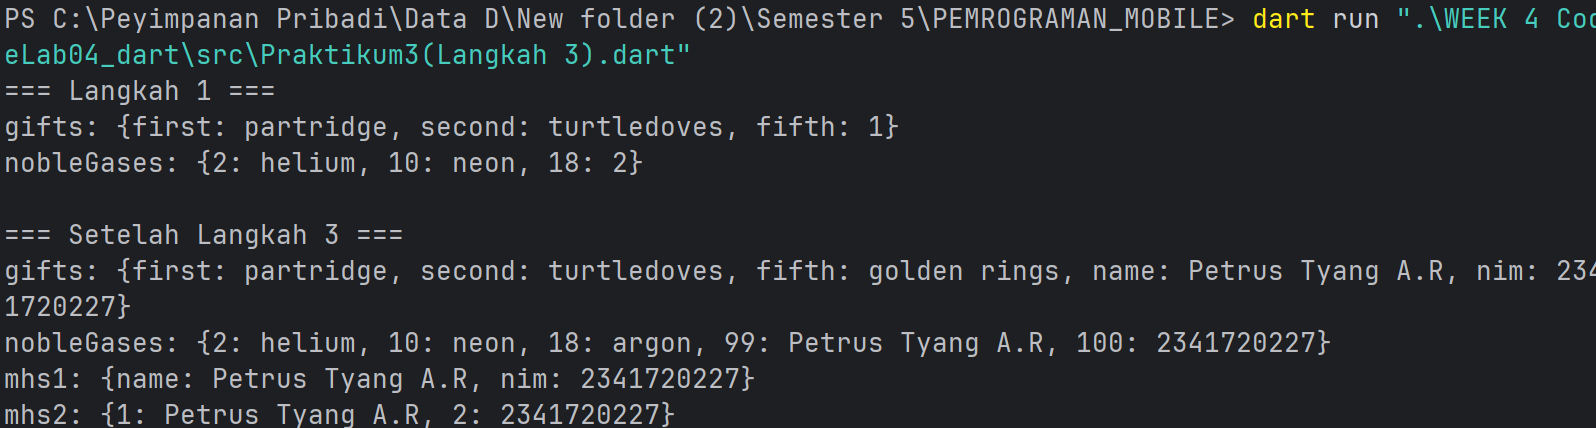 PS C:\Peyimpanan Pribadi\Data D\New folder (2)\Semester 5\PEMROGRAMAN_MOBILE> dart run ".\WEEK 4 Coc
eLab04_dart\src\Praktikum3(Langkah 3).dart"
=== Langkah 1 ===
gifts: {first: partridge, second: turtledoves, fifth: 1}
nobleGases: {2: helium, 10: neon, 18: 2}
=== Setelah Langkah 3 ===
gifts: {first: partridge, second: turtledoves, fifth: golden rings, name: Petrus Tyang A.R, nim: 234
1720227}
nobleGases: {2: helium, 10: neon, 18: argon, 99: Petrus Tyang A.R, 100: 2341720227}
mhs1: {name: Petrus Tyang A.R, nim: 2341720227}
mhs2: {1: Petrus Tyang A.R, 2: 2341720227}